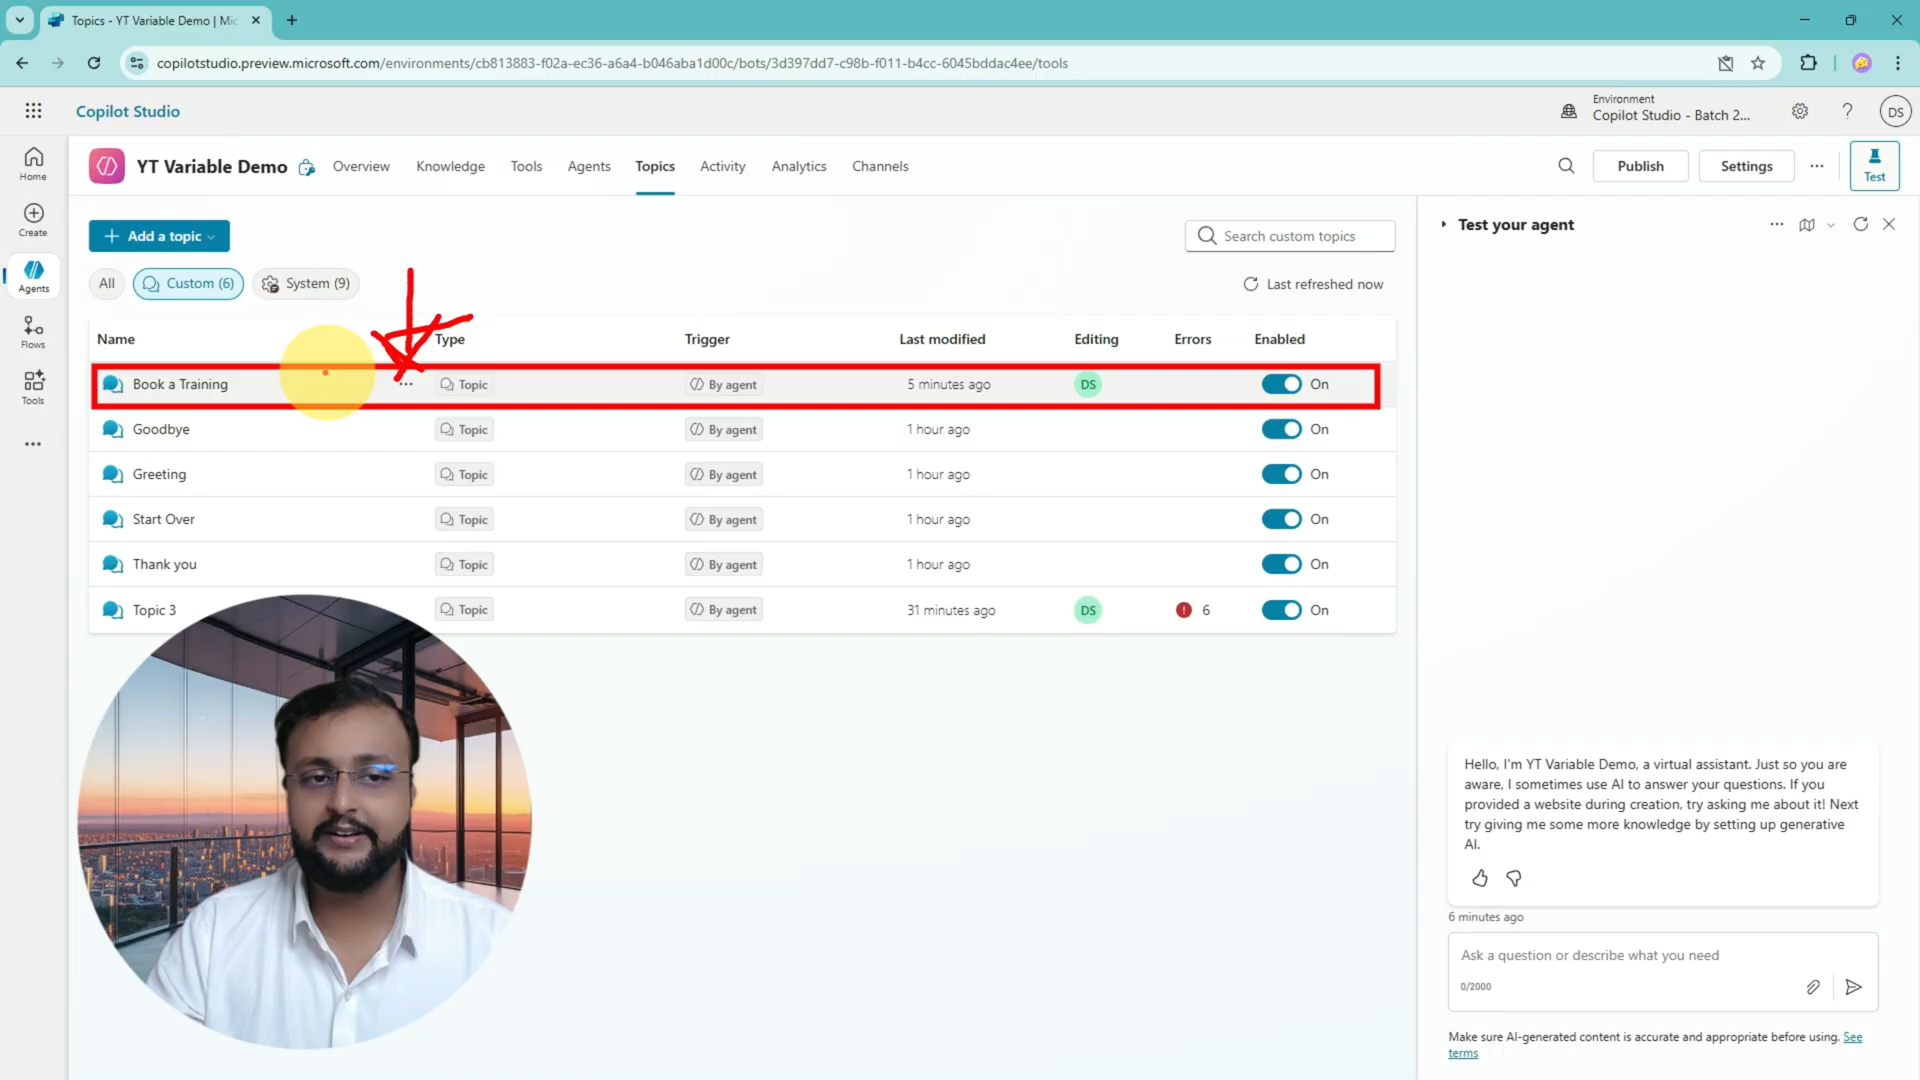 Topics - YT Variable Demo | Mic
copilotstudio.preview.microsoft.com/environments/cb813883-f02a-ec36-a6a4-b046aba1d00c/bots/3d397dd7-c98b-f011-b4cc-6045bddac4ee/tools
Copilot Studio
Environment
Copilot Studio - Batch 2...
DS
Home
Create
Agents
Flows
Tools
YT Variable Demo
Overview
Knowledge
Tools
Agents
Topics
Activity
Analytics
Channels
Publish
Settings
Test
Add a topic
Search custom topics
All
Custom (6)
System (9)
Last refreshed now
Name Type Trigger Last modified Editing Errors Enabled
Book a Training Topic By agent 5 minutes ago DS On
Goodbye Topic By agent 1 hour ago On
Greeting Topic By agent 1 hour ago On
Start Over Topic By agent 1 hour ago On
Thank you Topic By agent 1 hour ago On
Topic 3 Topic By agent 31 minutes ago DS 6 On
Test your agent
Hello, I'm YT Variable Demo, a virtual assistant. Just so you are
aware, I sometimes use AI to answer your questions. If you
provided a website during creation, try asking me about it! Next
try giving me some more knowledge by setting up generative
AI.
6 minutes ago
Ask a question or describe what you need
0/2000
Make sure AI-generated content is accurate and appropriate before using. See
terms